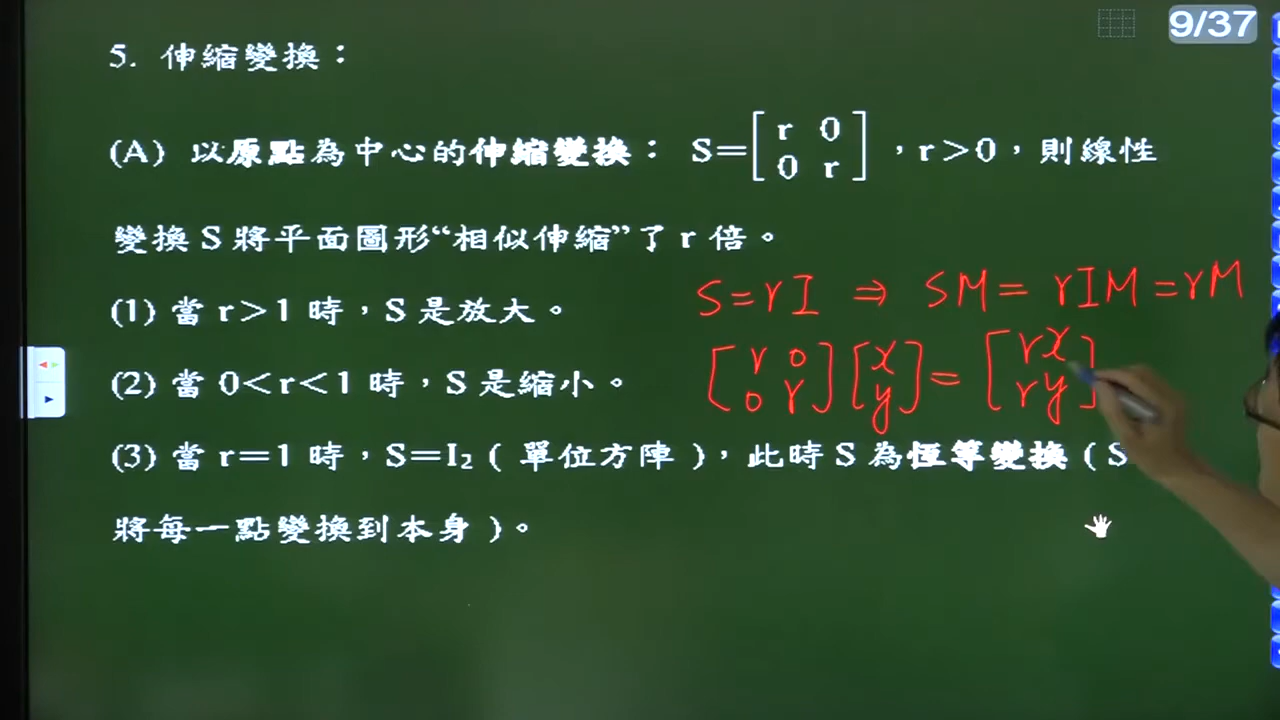 9/37
5. 伸縮變換：
(A) 以原點為中心的伸縮變換： S=[r 0
0 r]，r>0，則線性
變換 S 將平面圖形“相似伸縮”了 r 倍。
S=rI ⇒ SM=rIM=rM
(1) 當 r>1 時，S 是放大。
[r 0
0 r][x
y]=[rx
ry]
(2) 當 0<r<1 時，S 是縮小。
(3) 當 r=1 時，S=I₂ ( 單位方陣 )，此時 S 為恆等變換 ( S
將每一點變換到本身 )。